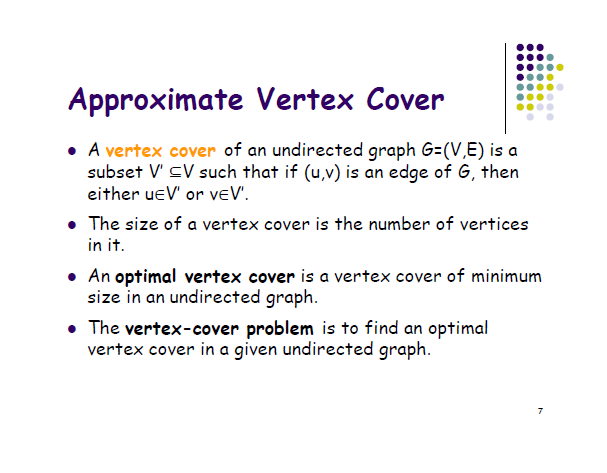 Approximate Vertex Cover
A vertex cover of an undirected graph G=(V,E) is a
subset V' ⊆V such that if (u,v) is an edge of G, then
either u∈V' or v∈V'.
The size of a vertex cover is the number of vertices
in it.
An optimal vertex cover is a vertex cover of minimum
size in an undirected graph.
The vertex-cover problem is to find an optimal
vertex cover in a given undirected graph.
7